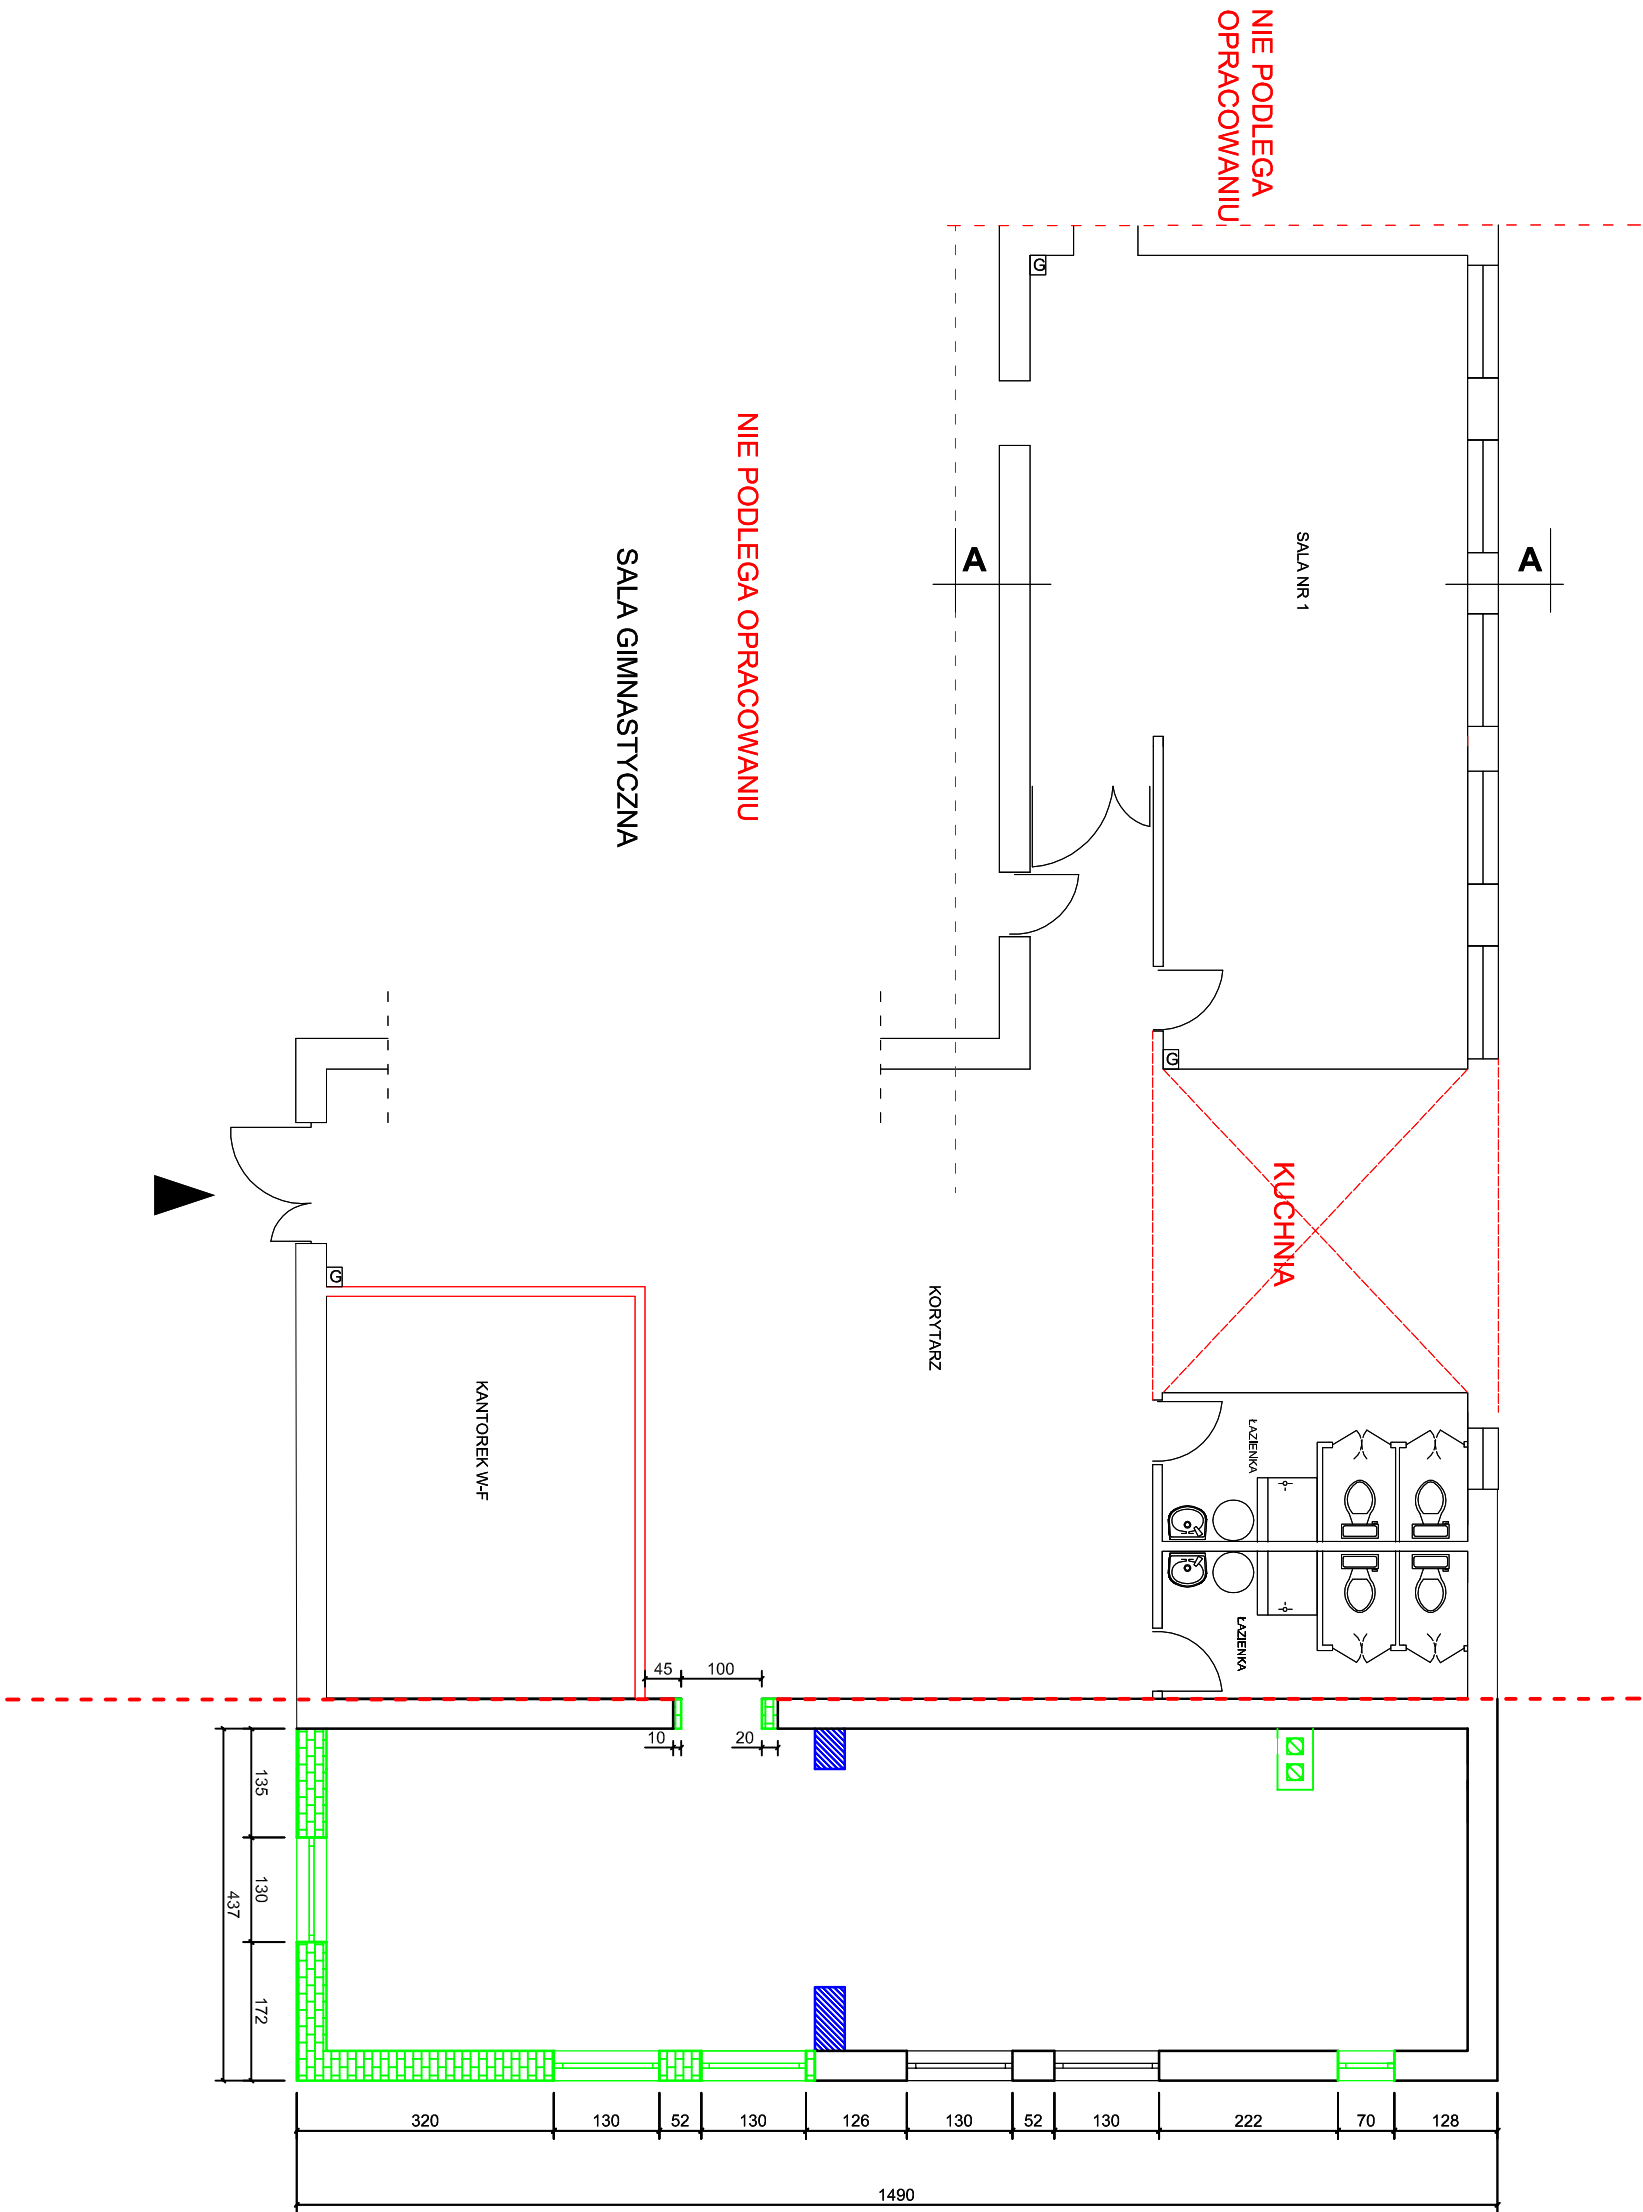 NIE PODLEGA
OPRACOWANIU
G
NIE PODLEGA OPRACOWANIU
SALA GIMNASTYCZNA
A
A
SALA NR 1
G
KUCHNIA
G
KORYTARZ
KANTOREK W-F
ŁAZIENKA
ŁAZIENKA
45
100
10
20
135
130
437
172
320
130
52
130
126
130
52
130
222
70
128
1490